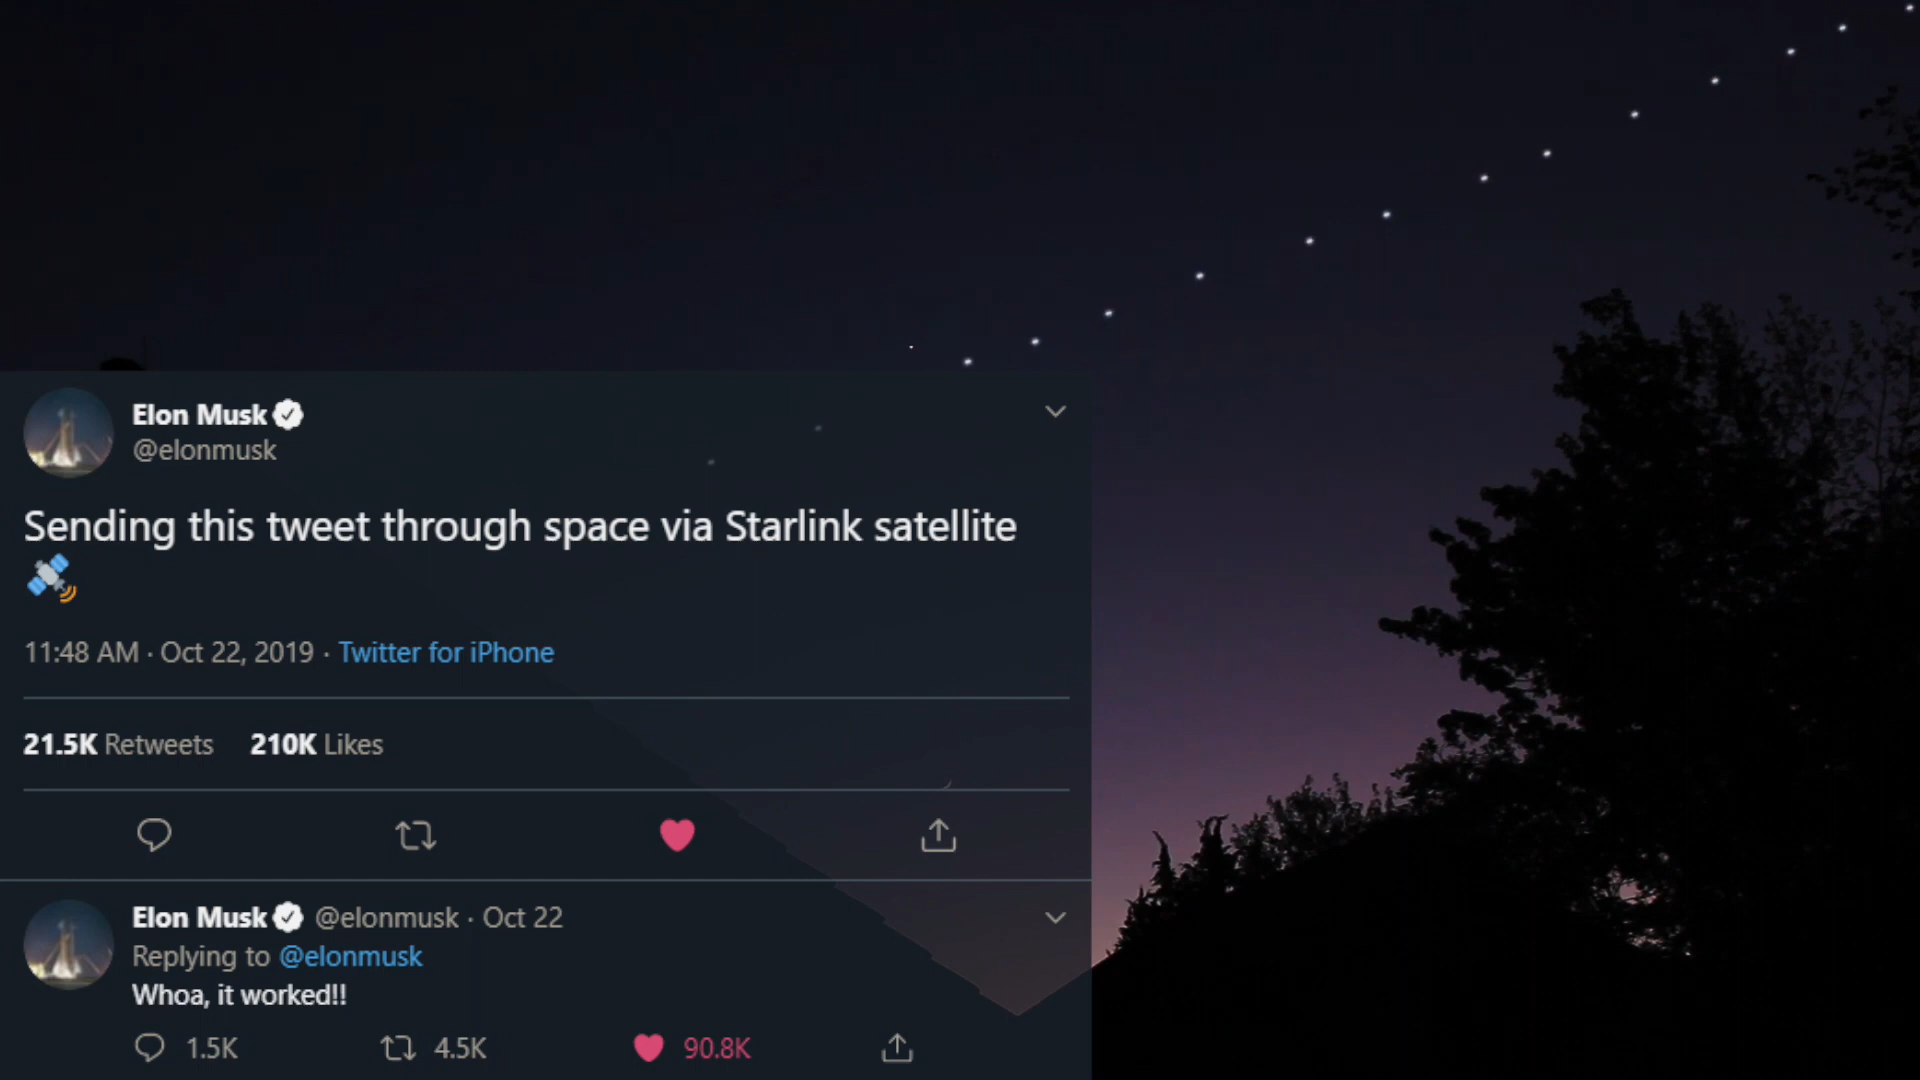 Elon Musk
@elonmusk
Sending this tweet through space via Starlink satellite
🛰
11:48 AM · Oct 22, 2019 · Twitter for iPhone
21.5K Retweets 210K Likes
Elon Musk @elonmusk · Oct 22
Replying to @elonmusk
Whoa, it worked!!
1.5K 4.5K 90.8K